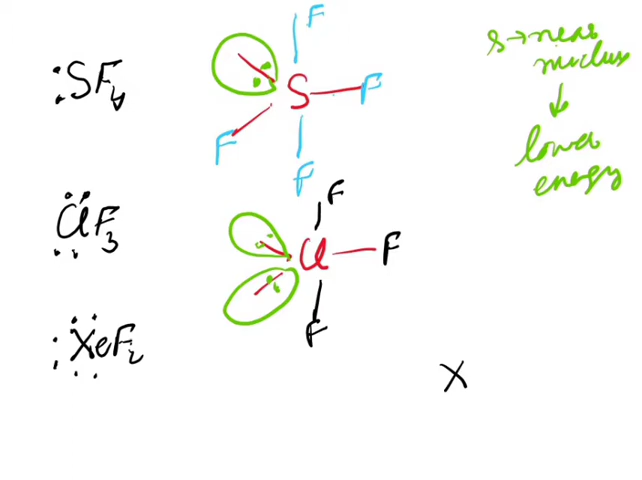 :SF4
F
S
F
F
F
s→near
nucleus
↓
lower
energy
ClF3
F
Cl
F
F
:XeF2
X